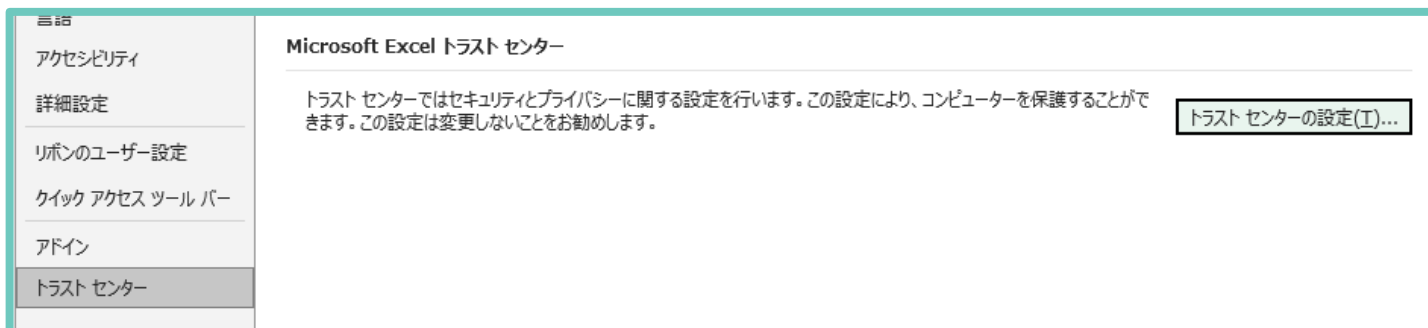 言語
アクセシビリティ
詳細設定
リボンのユーザー設定
クイック アクセス ツール バー
アドイン
トラスト センター
Microsoft Excel トラスト センター
トラスト センターではセキュリティとプライバシーに関する設定を行います。この設定により、コンピューターを保護することがで
きます。この設定は変更しないことをお勧めします。
トラスト センターの設定(T)...